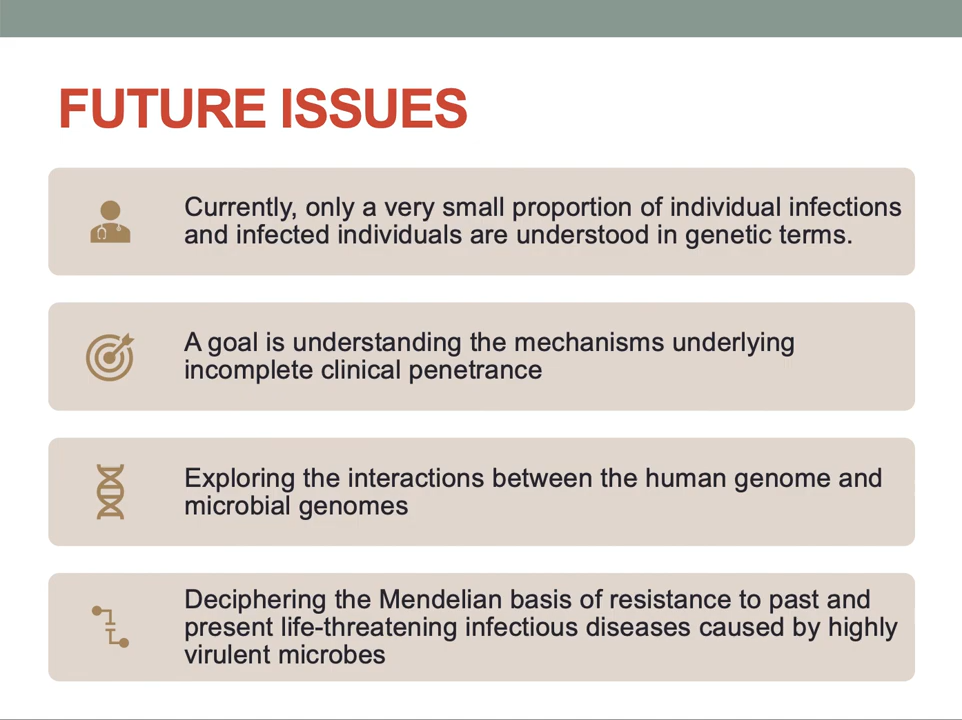 FUTURE ISSUES
Currently, only a very small proportion of individual infections
and infected individuals are understood in genetic terms.
A goal is understanding the mechanisms underlying
incomplete clinical penetrance
Exploring the interactions between the human genome and
microbial genomes
Deciphering the Mendelian basis of resistance to past and
present life-threatening infectious diseases caused by highly
virulent microbes